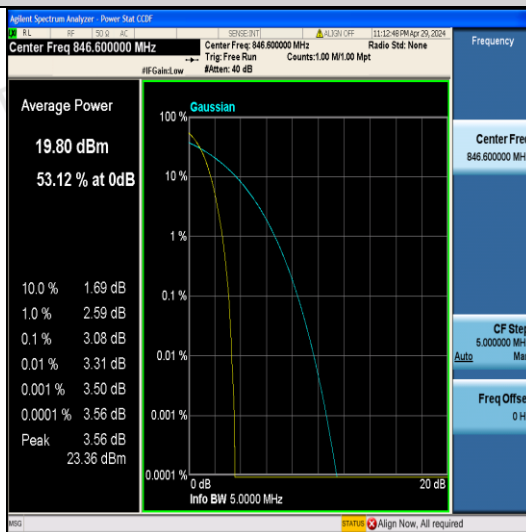 Agilent Spectrum Analyzer - Power Stat CCDF
RL RF 50 Ω AC SENSE:INT ALIGN OFF 11:12:48 PM Apr 29, 2024
Center Freq 846.600000 MHz Center Freq: 846.600000 MHz Radio Std: None
Trig: Free Run Counts:1.00 M/1.00 Mpt
#IFGain:Low #Atten: 40 dB
Frequency
Average Power
19.80 dBm
53.12 % at 0dB
10.0 % 1.69 dB
1.0 % 2.59 dB
0.1 % 3.08 dB
0.01 % 3.31 dB
0.001 % 3.50 dB
0.0001 % 3.56 dB
Peak 3.56 dB
23.36 dBm
Gaussian
100 %
10 %
1 %
0.1 %
0.01 %
0.001 %
0.0001 %
0 dB 20 dB
Info BW 5.0000 MHz
Center Fre
846.600000 MH
CF Step
5.000000 MH
Auto Ma
Freq Offse
0 H
MSG STATUS Align Now, All required